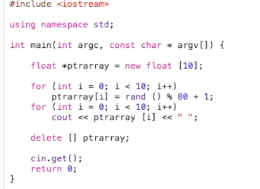 #include <iostream>
using namespace std;
int main(int argc, const char * argv[]) {
float *ptrarray = new float [10];
for (int i = 0; i < 10; i++)
ptrarray[i] = rand () % 80 + 1;
for (int i = 0; i < 10; i++)
cout << ptrarray [i] << " ";
delete [] ptrarray;
cin.get();
return 0;
}